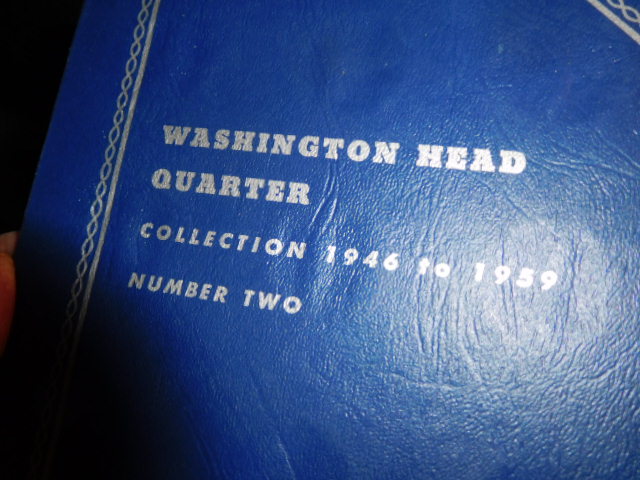 WASHINGTON HEAD
QUARTER
COLLECTION 1946 to 1959
NUMBER TWO